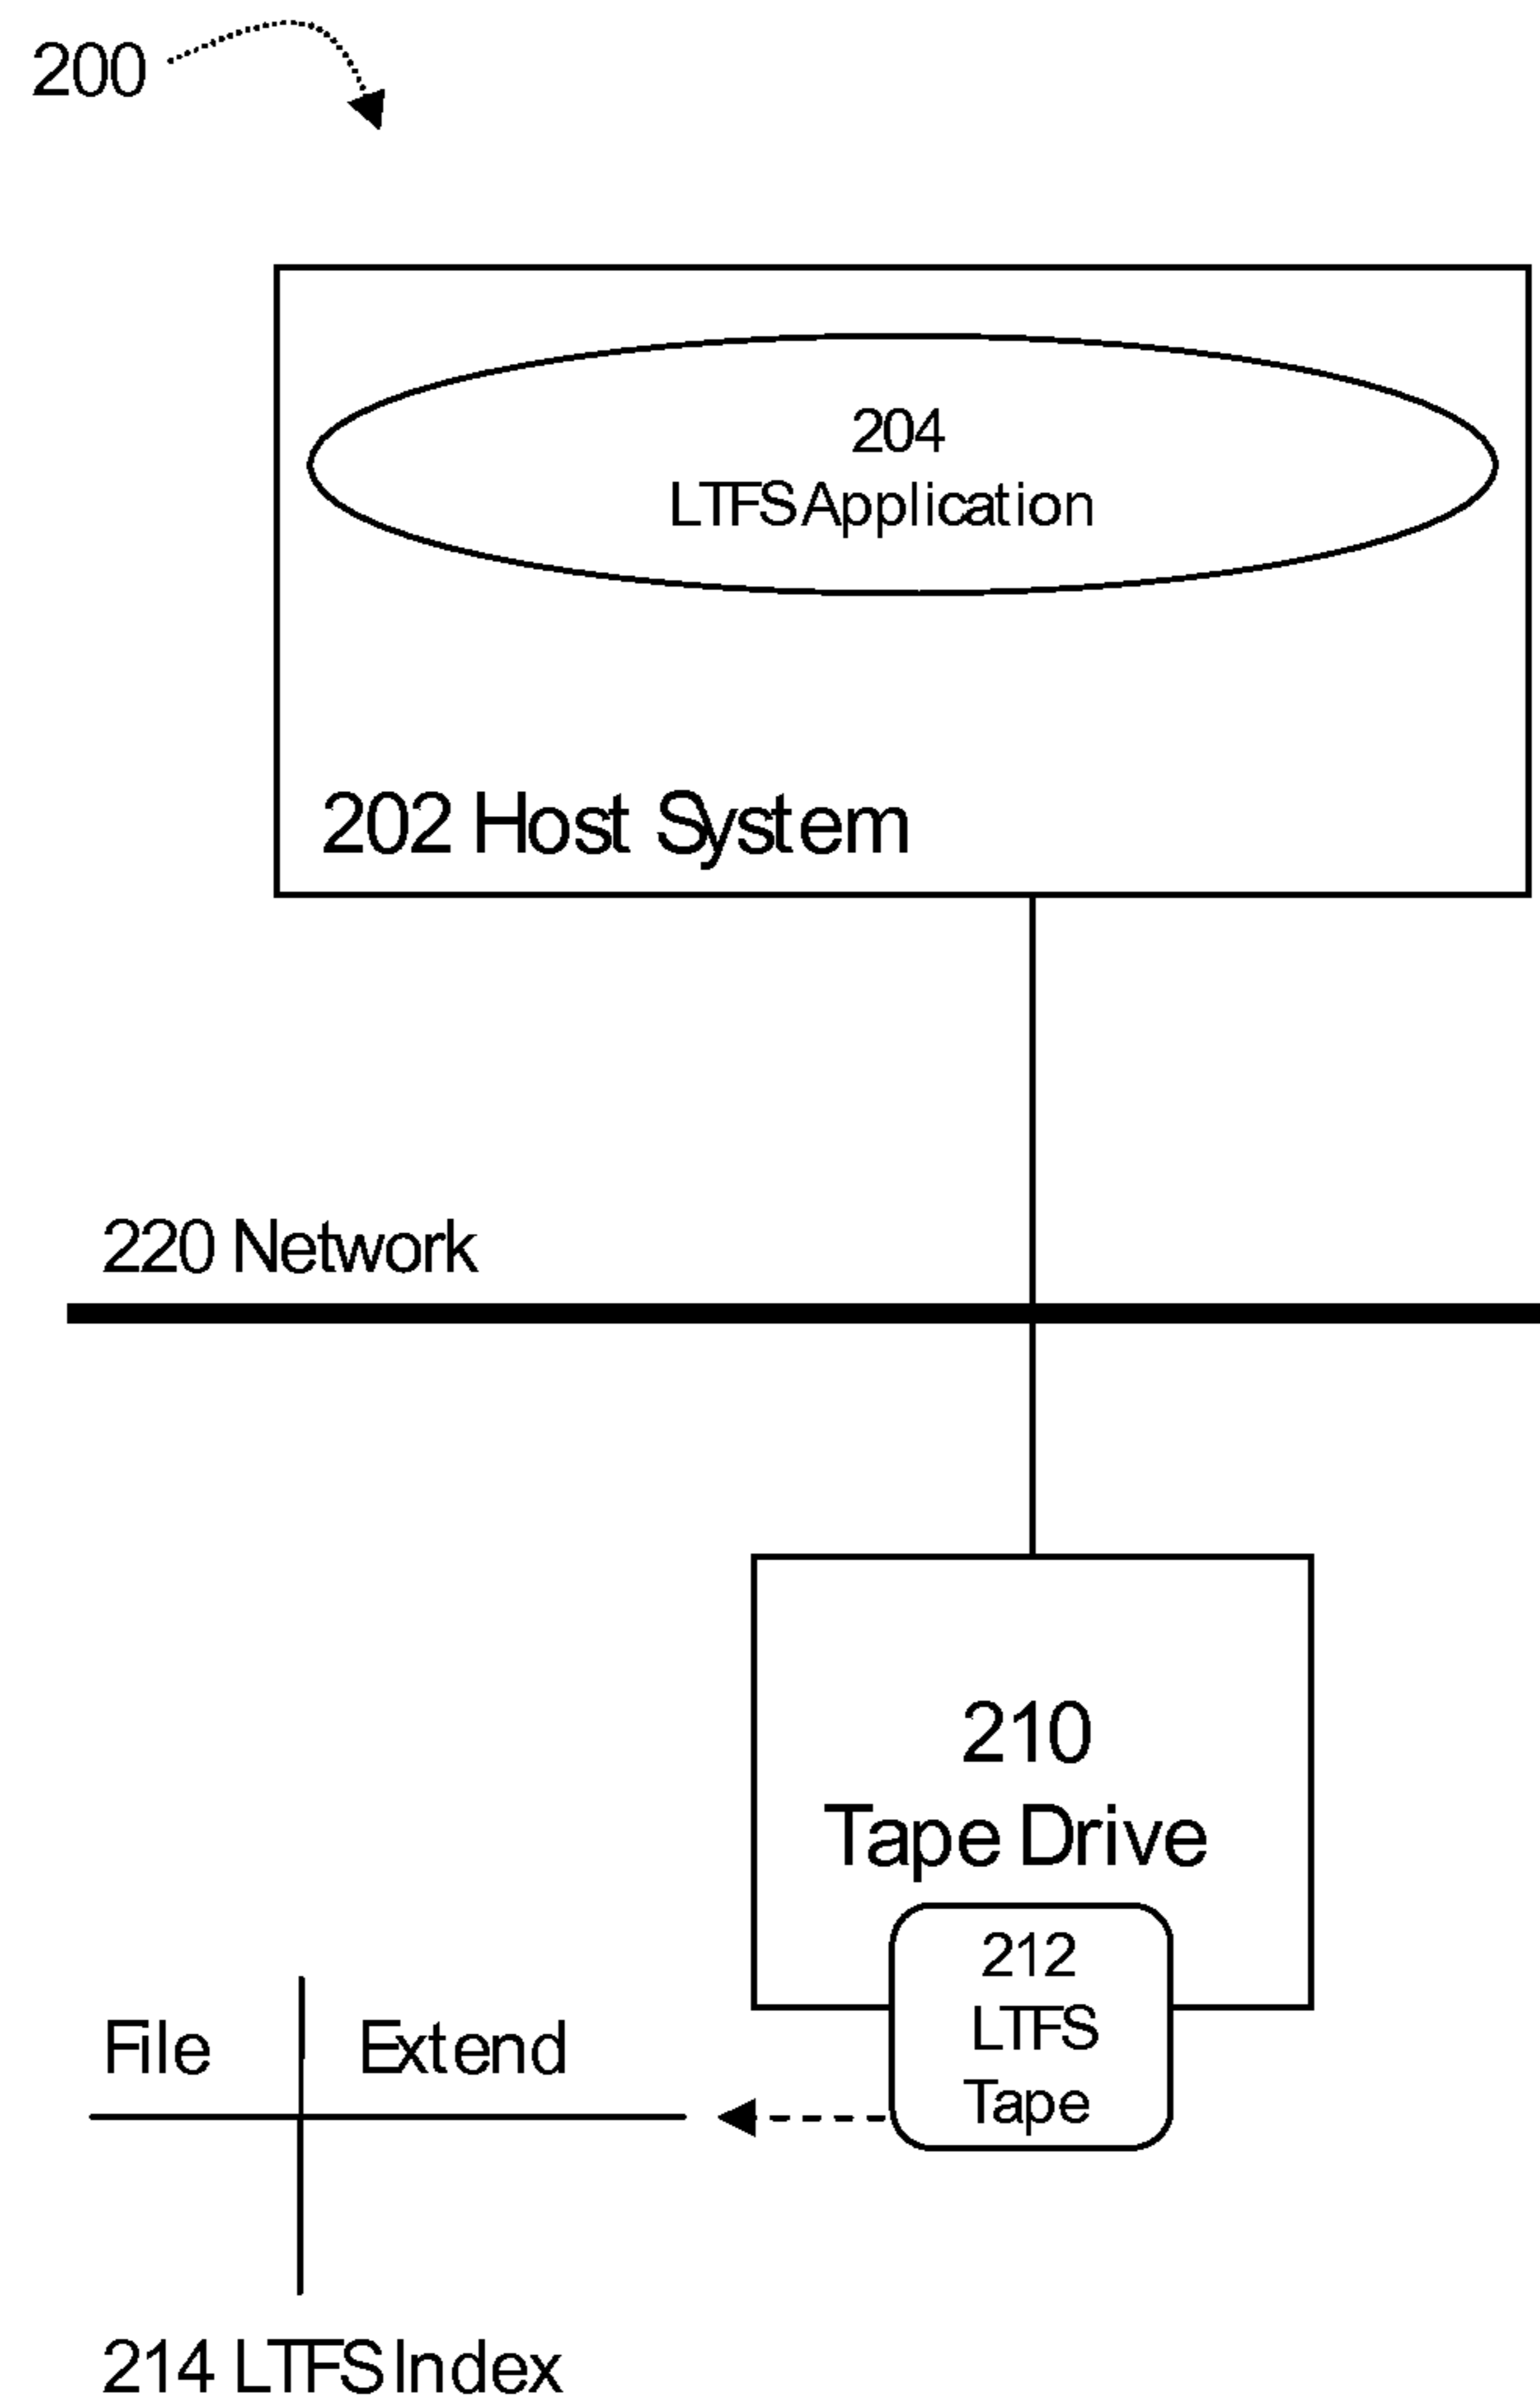 200
204
LTFS Application
202 Host System
220 Network
210
Tape Drive
212
LTFS
Tape
File Extend
214 LTFS Index